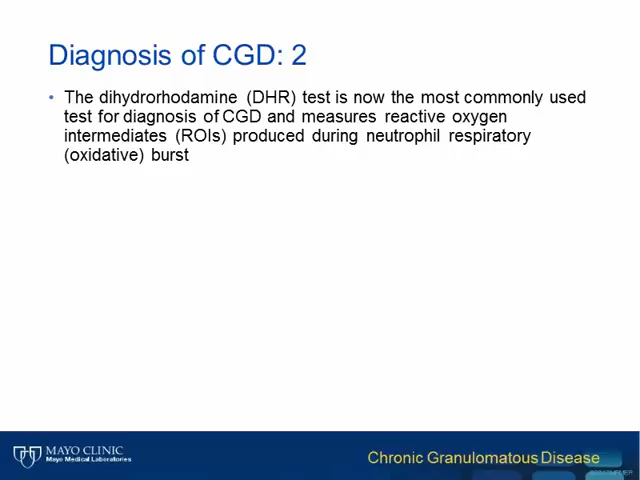 Diagnosis of CGD: 2
• The dihydrorhodamine (DHR) test is now the most commonly used
test for diagnosis of CGD and measures reactive oxygen
intermediates (ROIs) produced during neutrophil respiratory
(oxidative) burst
MAYO CLINIC
Mayo Medical Laboratories
Chronic Granulomatous Disease